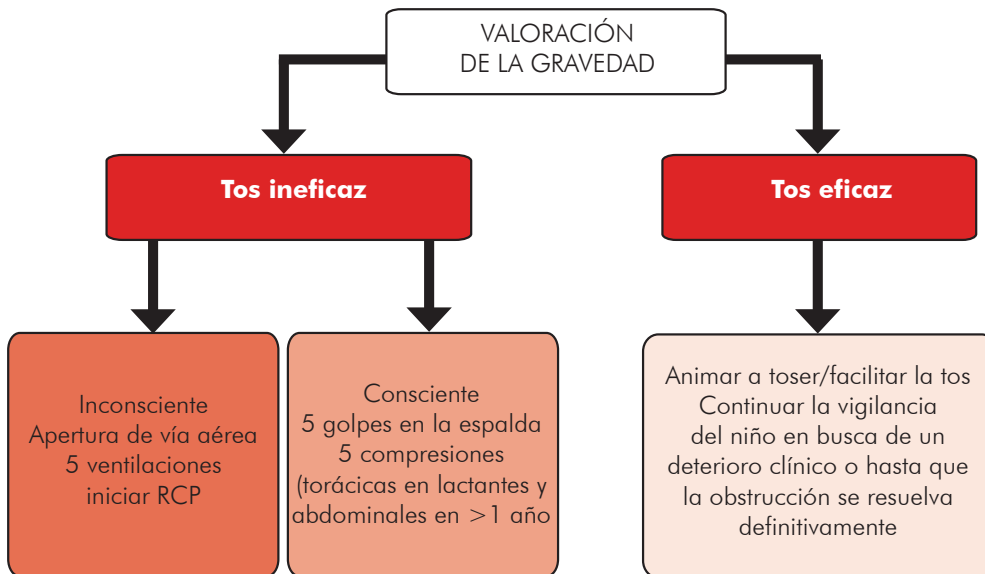 VALORACIÓN
DE LA GRAVEDAD
Tos ineficaz
Tos eficaz
Inconsciente
Apertura de vía aérea
5 ventilaciones
iniciar RCP
Consciente
5 golpes en la espalda
5 compresiones
(torácicas en lactantes y
abdominales en >1 año
Animar a toser/facilitar la tos
Continuar la vigilancia
del niño en busca de un
deterioro clínico o hasta que
la obstrucción se resuelva
definitivamente